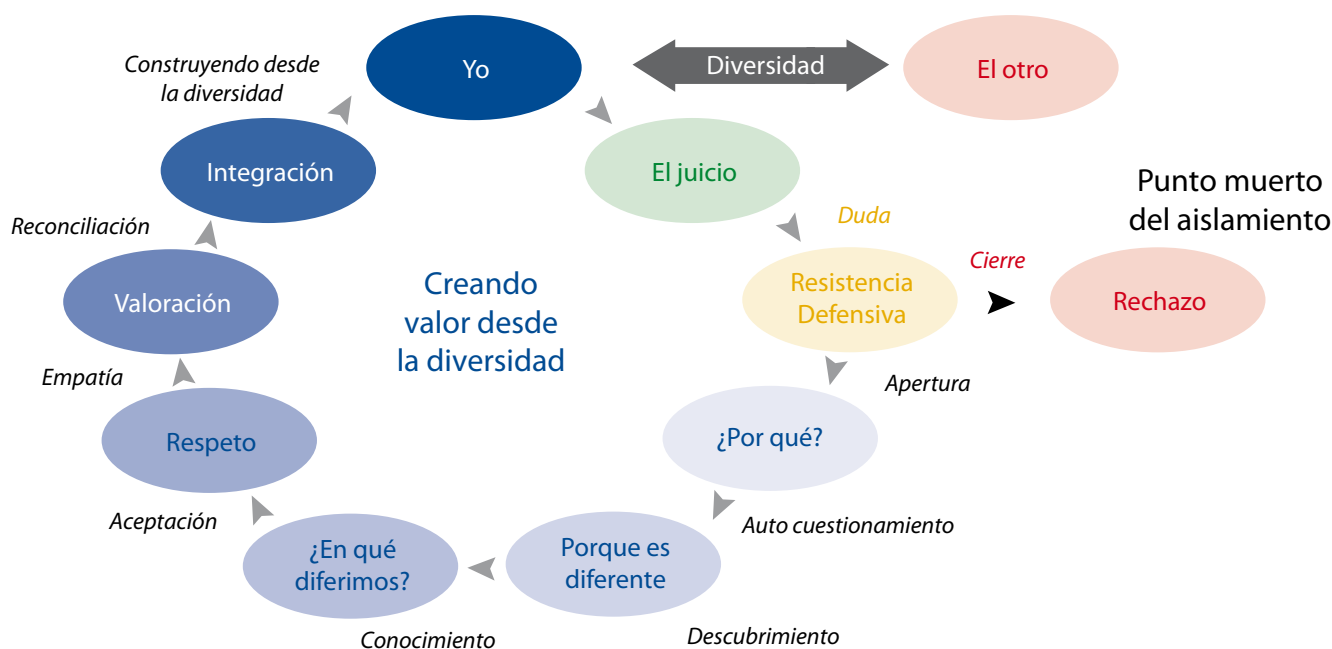 Construyendo desde
la diversidad
Yo
Diversidad
El otro
Integración
El juicio
Punto muerto
del aislamiento
Reconciliación
Duda
Cierre
Valoración
Creando
valor desde
la diversidad
Resistencia
Defensiva
Rechazo
Empatía
Apertura
Respeto
¿Por qué?
Aceptación
Auto cuestionamiento
¿En qué
diferimos?
Porque es
diferente
Conocimiento
Descubrimiento